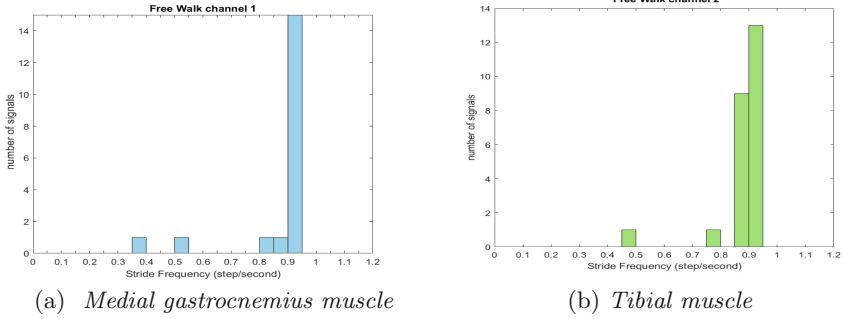 Free Walk channel 1
number of signals
14
12
10
8
6
4
2
0
0 0.1 0.2 0.3 0.4 0.5 0.6 0.7 0.8 0.9 1 1.1 1.2
Stride Frequency (step/second)
(a) Medial gastrocnemius muscle
Free Walk channel 2
number of signals
14
12
10
8
6
4
2
0
0 0.1 0.2 0.3 0.4 0.5 0.6 0.7 0.8 0.9 1 1.1 1.2
Stride Frequency (step/second)
(b) Tibial muscle